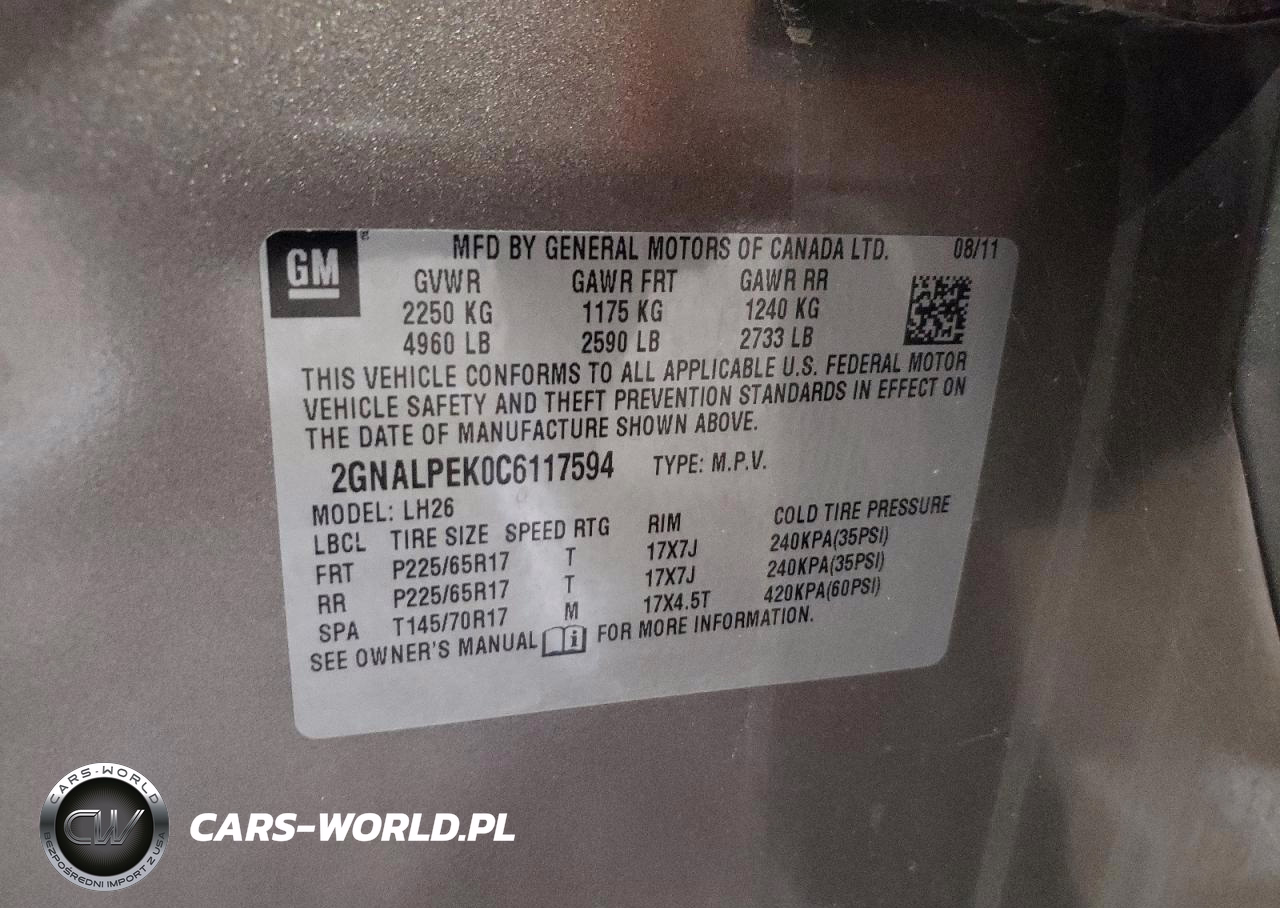 GM
MFD BY GENERAL MOTORS OF CANADA LTD. 08/11
GVWR GAWR FRT GAWR RR
2250 KG 1175 KG 1240 KG
4960 LB 2590 LB 2733 LB
THIS VEHICLE CONFORMS TO ALL APPLICABLE U.S. FEDERAL MOTOR
VEHICLE SAFETY AND THEFT PREVENTION STANDARDS IN EFFECT ON
THE DATE OF MANUFACTURE SHOWN ABOVE.
2GNALPEK0C6117594 TYPE: M.P.V.
MODEL: LH26
LBCL TIRE SIZE SPEED RTG RIM COLD TIRE PRESSURE
FRT P225/65R17 T 17X7J 240KPA(35PSI)
RR P225/65R17 T 17X7J 240KPA(35PSI)
SPA T145/70R17 M 17X4.5T 420KPA(60PSI)
SEE OWNER'S MANUAL i FOR MORE INFORMATION.
CARS-WORLD
CW
BEZPOŚREDNI IMPORT Z USA
CARS-WORLD.PL